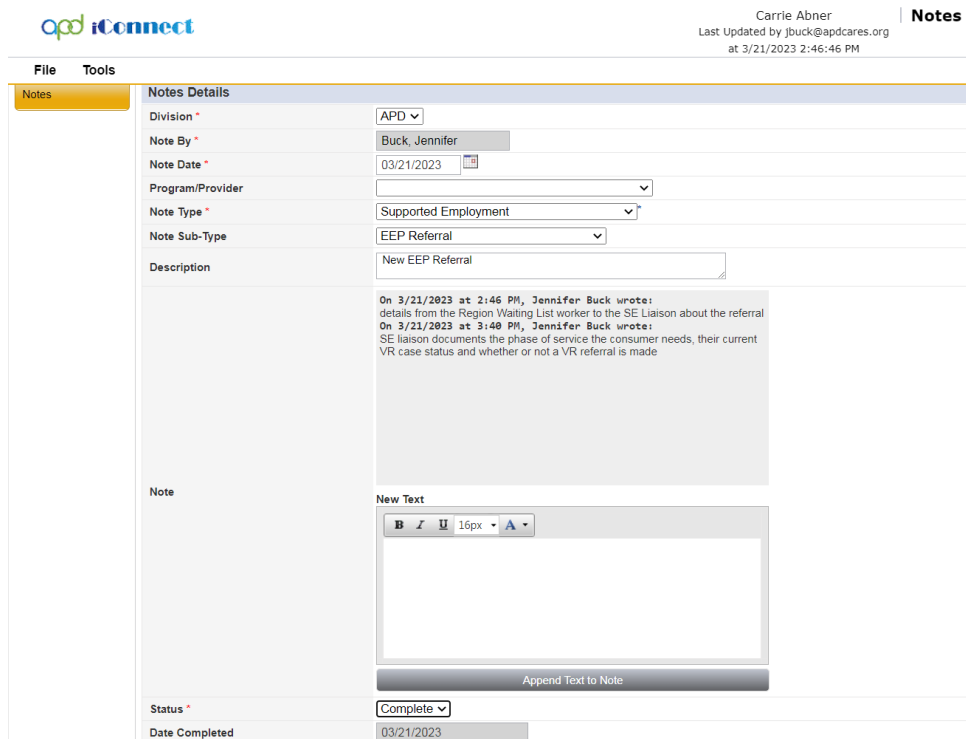 apd iConnect
Carrie Abner
Last Updated by jbuck@apdcares.org
at 3/21/2023 2:46:46 PM
Notes
File Tools
Notes
Notes Details
Division * APD
Note By * Buck, Jennifer
Note Date * 03/21/2023
Program/Provider
Note Type * Supported Employment *
Note Sub-Type EEP Referral
Description New EEP Referral
On 3/21/2023 at 2:46 PM, Jennifer Buck wrote:
details from the Region Waiting List worker to the SE Liaison about the referral
On 3/21/2023 at 3:40 PM, Jennifer Buck wrote:
SE liaison documents the phase of service the consumer needs, their current
VR case status and whether or not a VR referral is made
Note
New Text
B I U 16px A
Append Text to Note
Status * Complete
Date Completed 03/21/2023